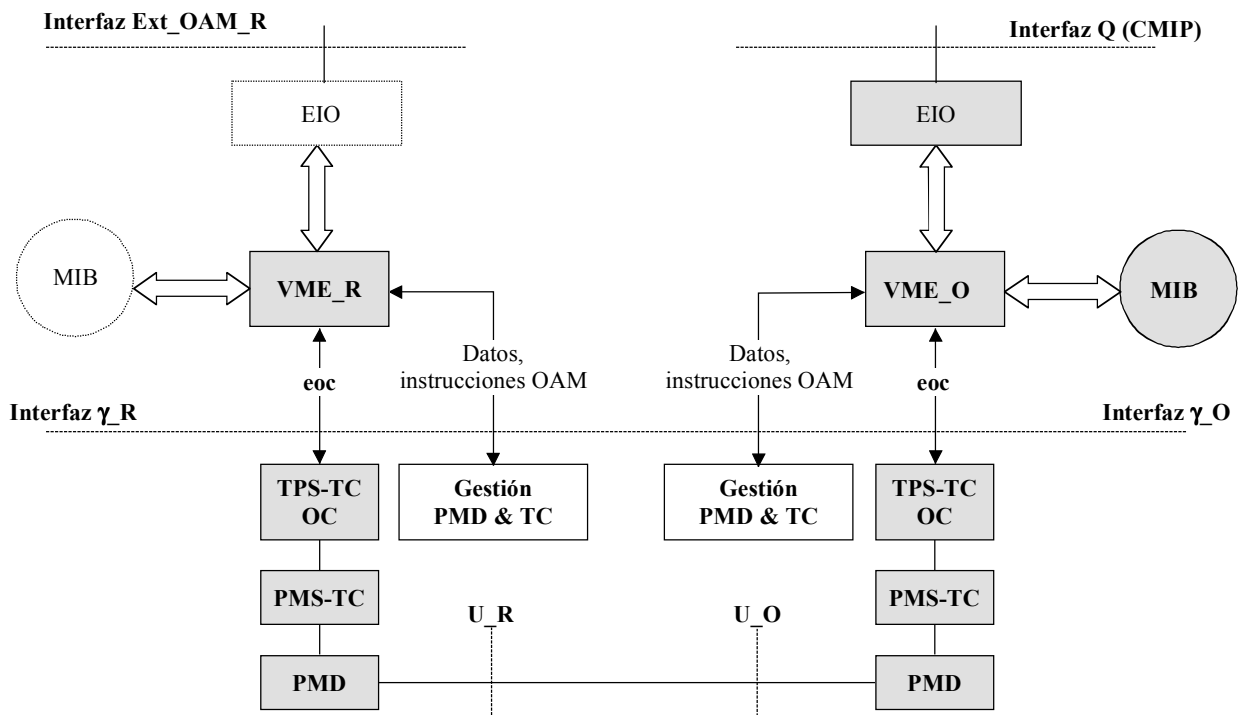 Interfaz Ext_OAM_R
Interfaz Q (CMIP)
EIO
EIO
MIB
VME_R
VME_O
MIB
Datos,
instrucciones OAM
Datos,
instrucciones OAM
eoc
eoc
Interfaz γ_R
Interfaz γ_O
TPS-TC
OC
Gestión
PMD & TC
Gestión
PMD & TC
TPS-TC
OC
PMS-TC
PMS-TC
U_R
U_O
PMD
PMD